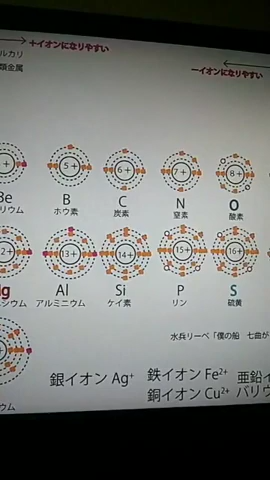 +イオンになりやすい
ルカリ
類金属
−イオンになりやすい
+ 5+ 6+ 7+ 8+
Be B C N O
リウム ホウ素 炭素 窒素 酸素
2+ 13+ 14+ 15+ 16+
Mg Al Si P S
シウム アルミニウム ケイ素 リン 硫黄
水兵リーベ「僕の船 七曲が
+
ウム
銀イオン Ag⁺ 鉄イオン Fe²⁺ 亜鉛イ
銅イオン Cu²⁺ バリウ